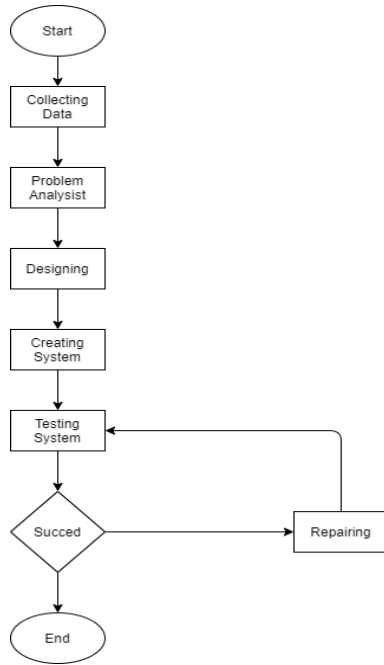 Start
Collecting
Data
Problem
Analysist
Designing
Creating
System
Testing
System
Succed
Repairing
End